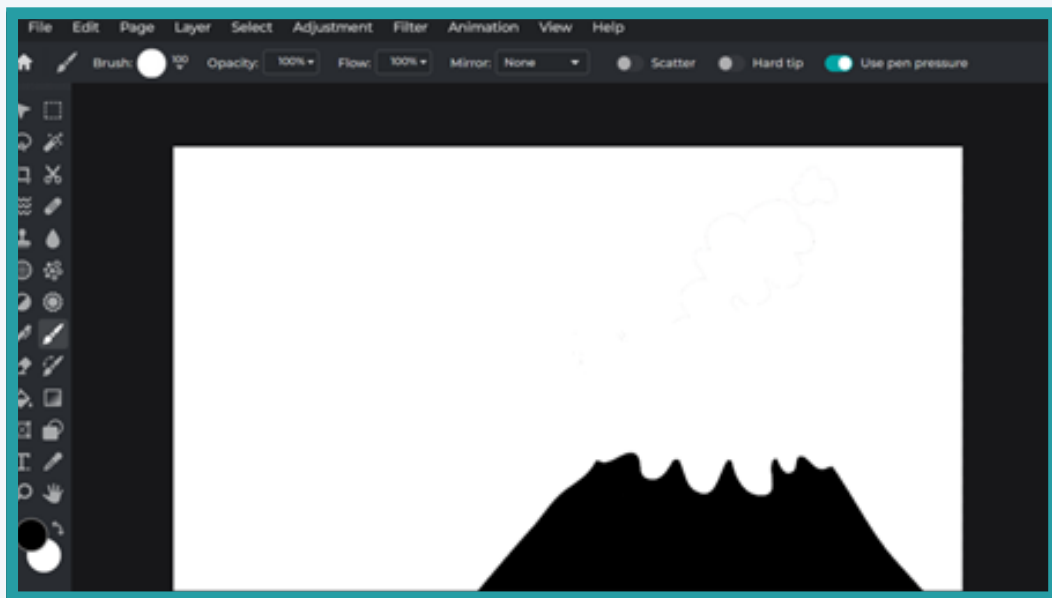 File Edit Page Layer Select Adjustment Filter Animation View Help
Brush: 100 Opacity: 100% Flow: 100% Mirror: None Scatter Hard tip Use pen pressure